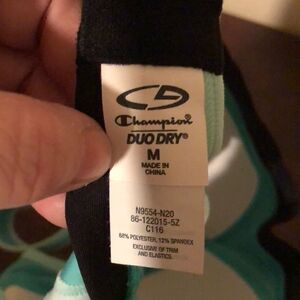 Champion
DUO DRY®
M
MADE IN
CHINA
N9554-N20
86-122015-5Z
C116
88% POLYESTER, 12% SPANDEX
EXCLUSIVE OF TRIM
AND ELASTICS.